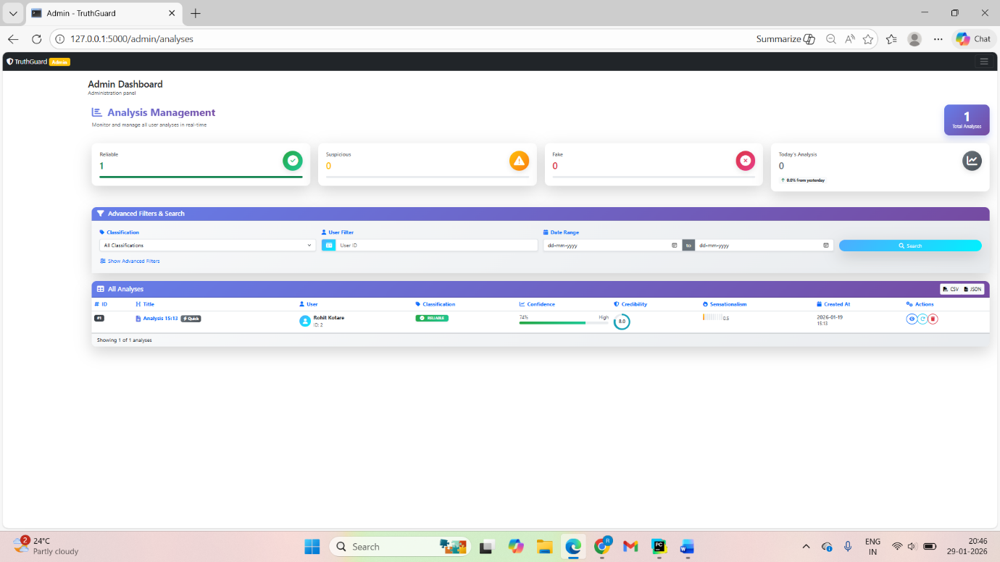 Admin - TruthGuard
127.0.0.1:5000/admin/analyses
Summarize
Chat
TruthGuard Admin
Admin Dashboard
Administration panel
Analysis Management
Monitor and manage all user analyses in real-time
1
Total Analyses
Reliable
1
Suspicious
0
Fake
0
Today's Analysis
0
↑ 0.0% from yesterday
Advanced Filters & Search
Classification
User Filter
Date Range
All Classifications
User ID
dd-mm-yyyy to dd-mm-yyyy
Search
Show Advanced Filters
All Analyses
CSV JSON
# ID Title User Classification Confidence Credibility Sensationalism Created At Actions
#1 Analysis 15:13 Quick Rohit Kotare RELIABLE 74% High 8.0 0.5 2026-01-19
ID: 2 15:13
Showing 1 of 1 analyses
2
24°C
Partly cloudy
Search
ENG
IN
20:46
29-01-2026